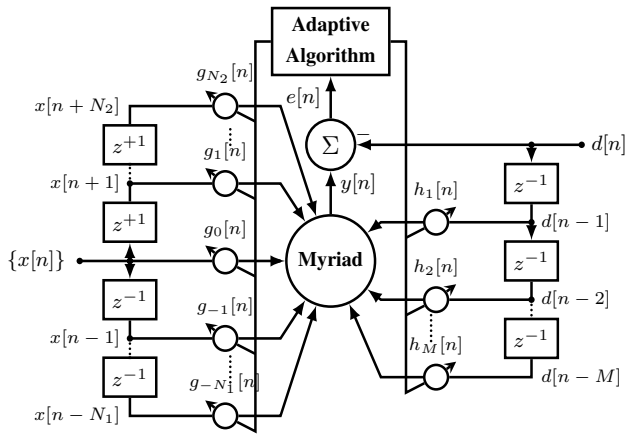 Adaptive
Algorithm
g_{N_2}[n]
e[n]
x[n + N_2]
z^{+1}
Σ
−
d[n]
g_1[n]
x[n + 1]
y[n]
z^{-1}
h_1[n]
z^{+1}
g_0[n]
d[n − 1]
{x[n]}
Myriad
z^{-1}
h_2[n]
z^{-1}
g_{-1}[n]
d[n − 2]
x[n − 1]
z^{-1}
h_M[n]
z^{-1}
g_{-N_1}[n]
d[n − M]
x[n − N_1]